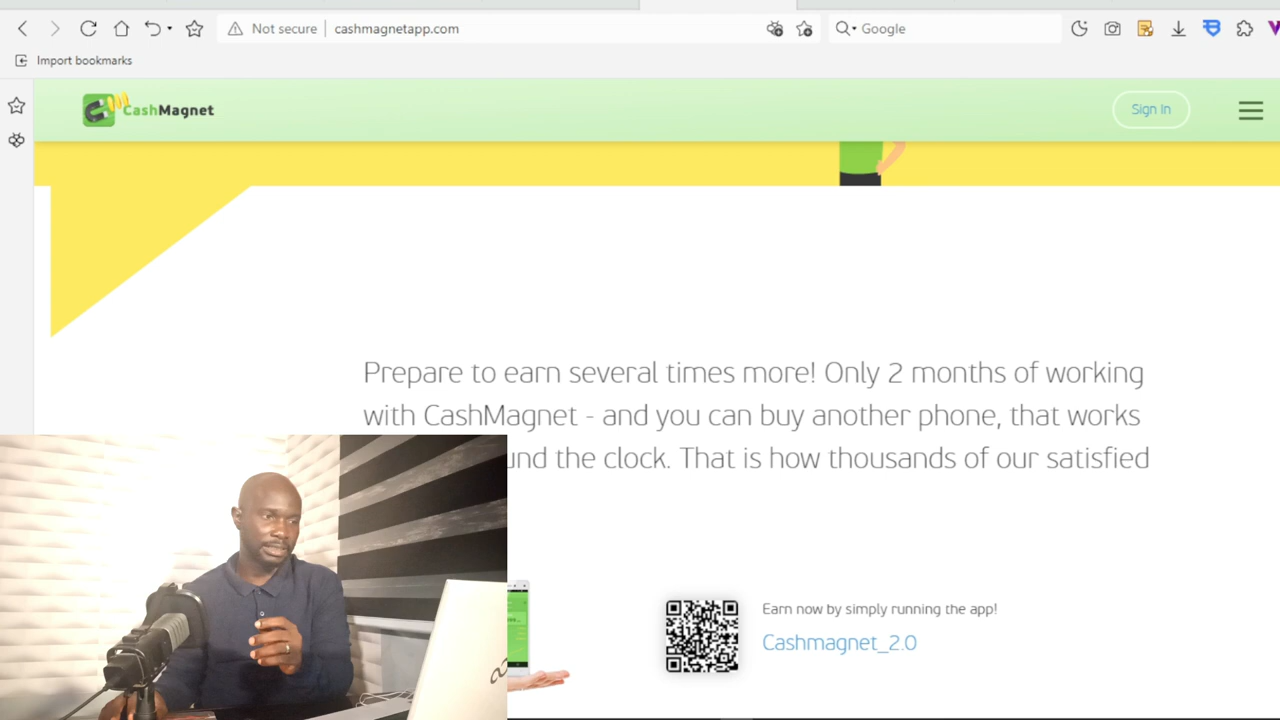 Not secure
cashmagnetapp.com
Google
Import bookmarks
CashMagnet
Sign In
Prepare to earn several times more! Only 2 months of working
with CashMagnet - and you can buy another phone, that works
the clock. That is how thousands of our satisfied
Earn now by simply running the app!
Cashmagnet_2.0